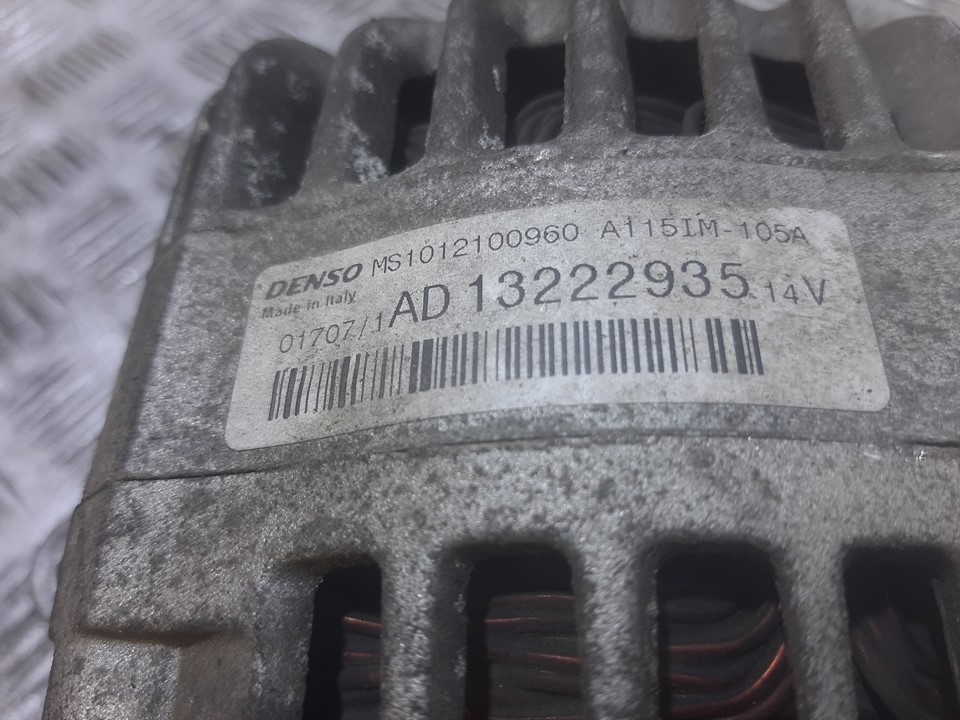 DENSO MS1012100960 A115IM-105A
Made in Italy AD 13222935 14V
01707/1